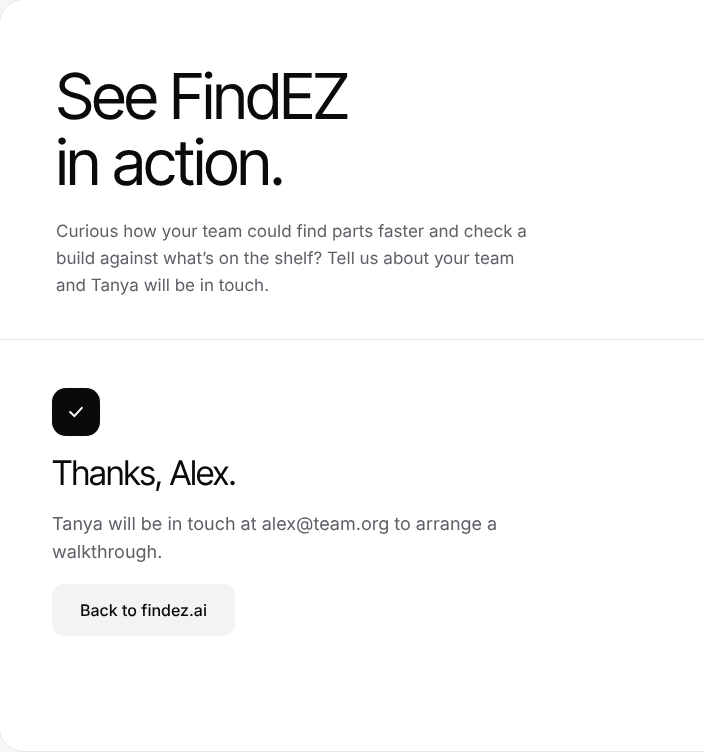 See FindEZ
in action.
Curious how your team could find parts faster and check a
build against what’s on the shelf? Tell us about your team
and Tanya will be in touch.
Thanks, Alex.
Tanya will be in touch at alex@team.org to arrange a
walkthrough.
Back to findez.ai